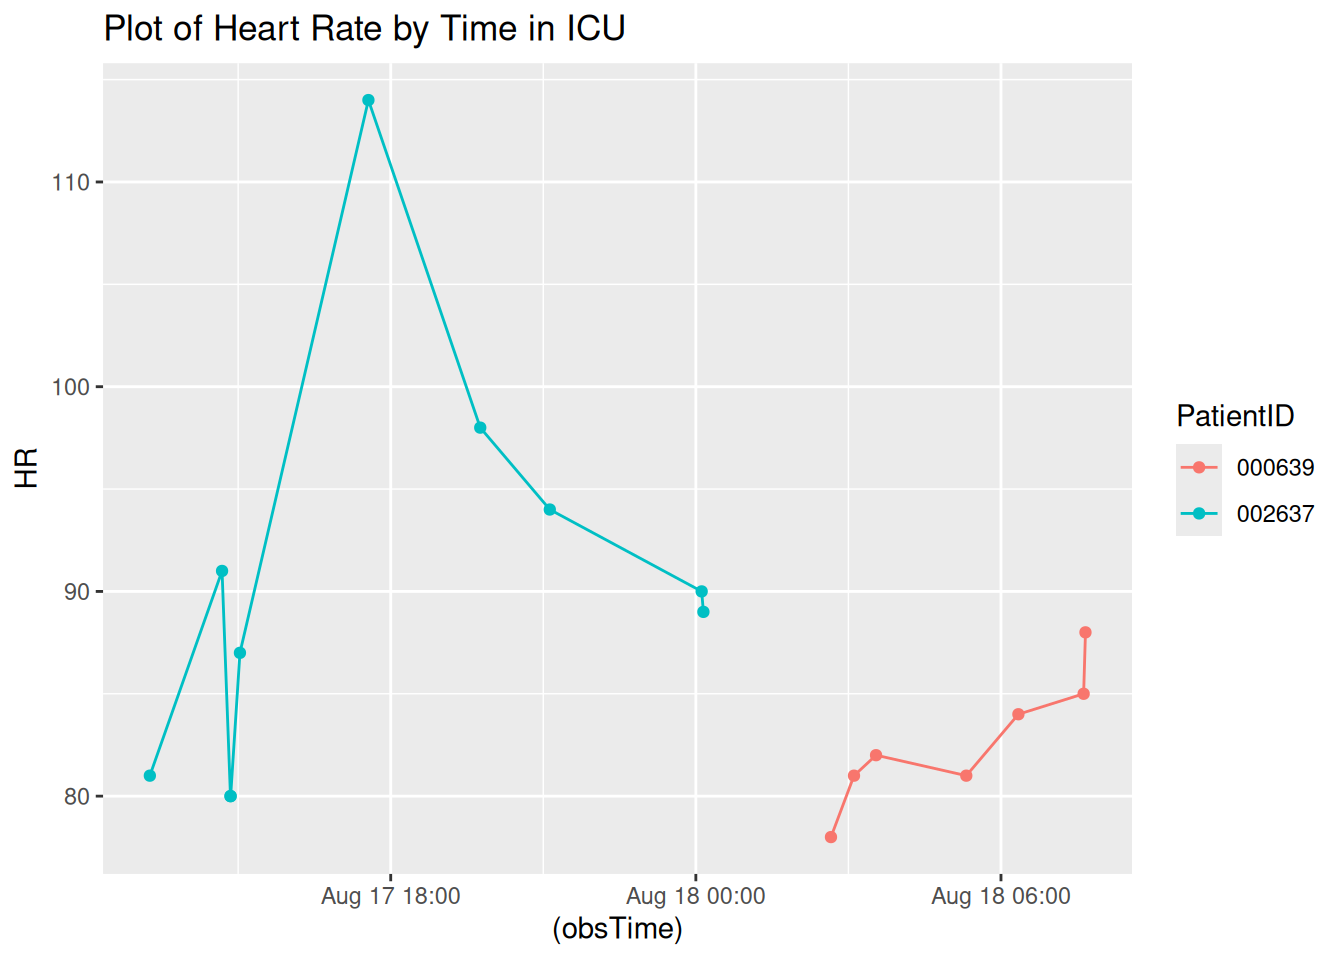 Plot of Heart Rate by Time in ICU
HR
110
100
90
80
Aug 17 18:00
Aug 18 00:00
Aug 18 06:00
(obsTime)
PatientID
000639
002637